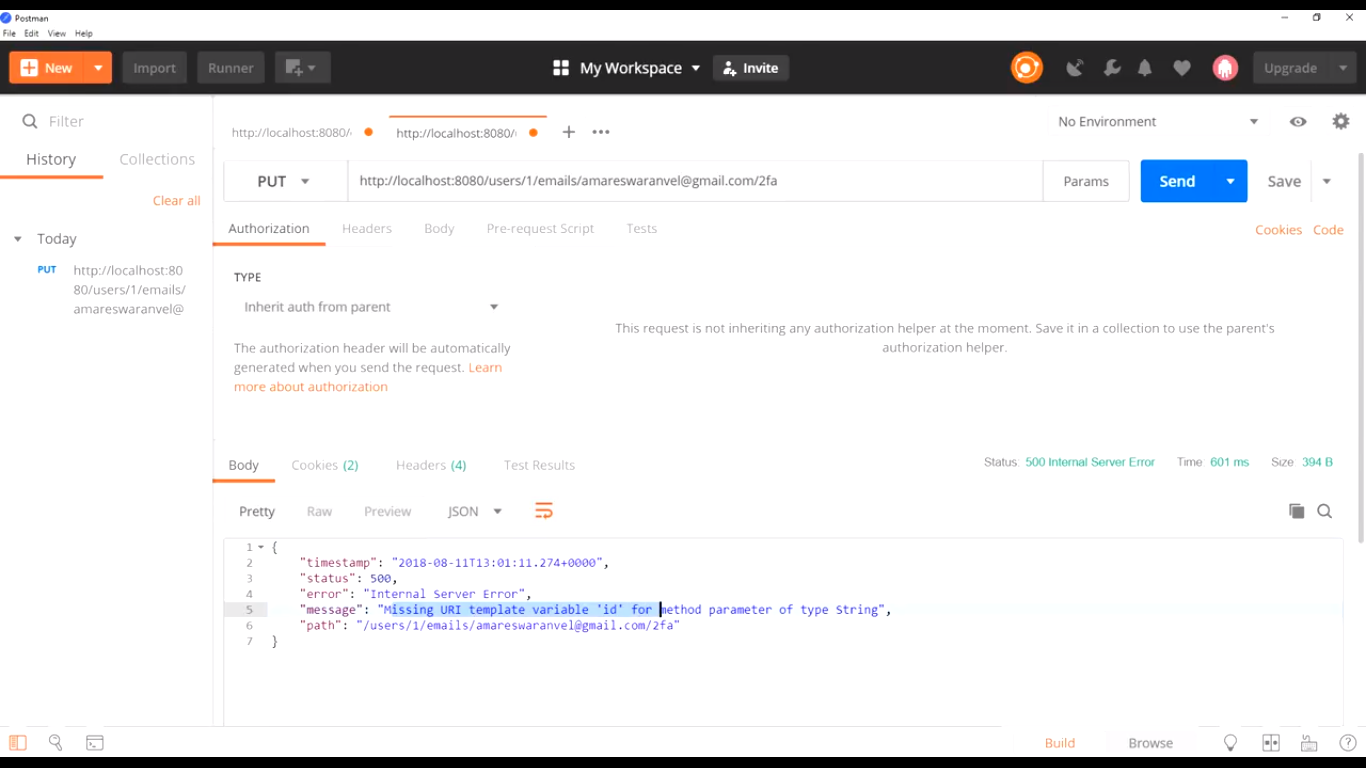 Postman
File Edit View Help
New Import Runner My Workspace Invite Upgrade
Filter
History Collections
Clear all
Today
PUT http://localhost:80
80/users/1/emails/
amareswaranvel@
http://localhost:8080/ http://localhost:8080/ No Environment
PUT http://localhost:8080/users/1/emails/amareswaranvel@gmail.com/2fa Params Send Save
Authorization Headers Body Pre-request Script Tests Cookies Code
TYPE
Inherit auth from parent
The authorization header will be automatically
generated when you send the request. Learn
more about authorization
This request is not inheriting any authorization helper at the moment. Save it in a collection to use the parent's
authorization helper.
Body Cookies (2) Headers (4) Test Results Status: 500 Internal Server Error Time 601 ms Size 394 B
Pretty Raw Preview JSON
1 {
2 "timestamp": "2018-08-11T13:01:11.274+0000",
3 "status": 500,
4 "error": "Internal Server Error",
5 "message": "Missing URI template variable 'id' for method parameter of type String",
6 "path": "/users/1/emails/amareswaranvel@gmail.com/2fa"
7 }
Build Browse